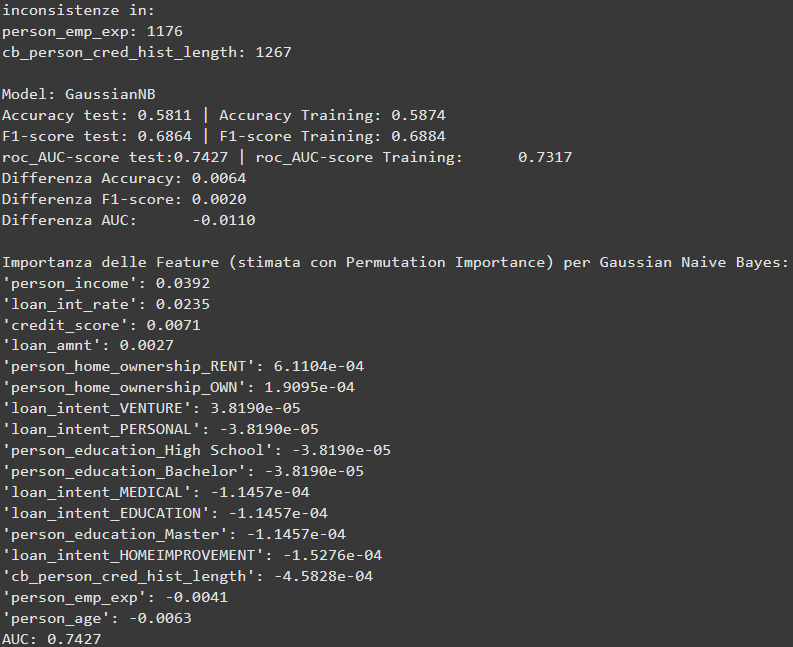 inconsistenze in:
person_emp_exp: 1176
cb_person_cred_hist_length: 1267
Model: GaussianNB
Accuracy test: 0.5811 | Accuracy Training: 0.5874
F1-score test: 0.6864 | F1-score Training: 0.6884
roc_AUC-score test:0.7427 | roc_AUC-score Training: 0.7317
Differenza Accuracy: 0.0064
Differenza F1-score: 0.0020
Differenza AUC: -0.0110
Importanza delle Feature (stimata con Permutation Importance) per Gaussian Naive Bayes:
'person_income': 0.0392
'loan_int_rate': 0.0235
'credit_score': 0.0071
'loan_amnt': 0.0027
'person_home_ownership_RENT': 6.1104e-04
'person_home_ownership_OWN': 1.9095e-04
'loan_intent_VENTURE': 3.8190e-05
'loan_intent_PERSONAL': -3.8190e-05
'person_education_High School': -3.8190e-05
'person_education_Bachelor': -3.8190e-05
'loan_intent_MEDICAL': -1.1457e-04
'loan_intent_EDUCATION': -1.1457e-04
'person_education_Master': -1.1457e-04
'loan_intent_HOMEIMPROVEMENT': -1.5276e-04
'cb_person_cred_hist_length': -4.5828e-04
'person_emp_exp': -0.0041
'person_age': -0.0063
AUC: 0.7427